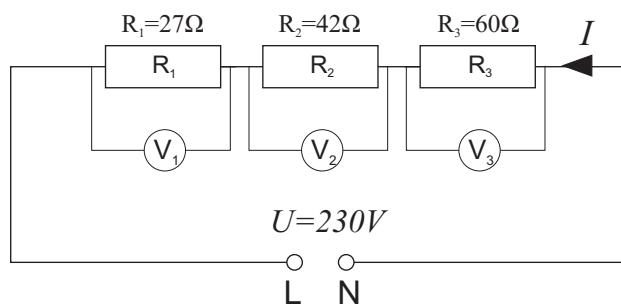 R₁=27Ω R₂=42Ω R₃=60Ω I
R₁ R₂ R₃
V₁ V₂ V₃
U=230V
L N